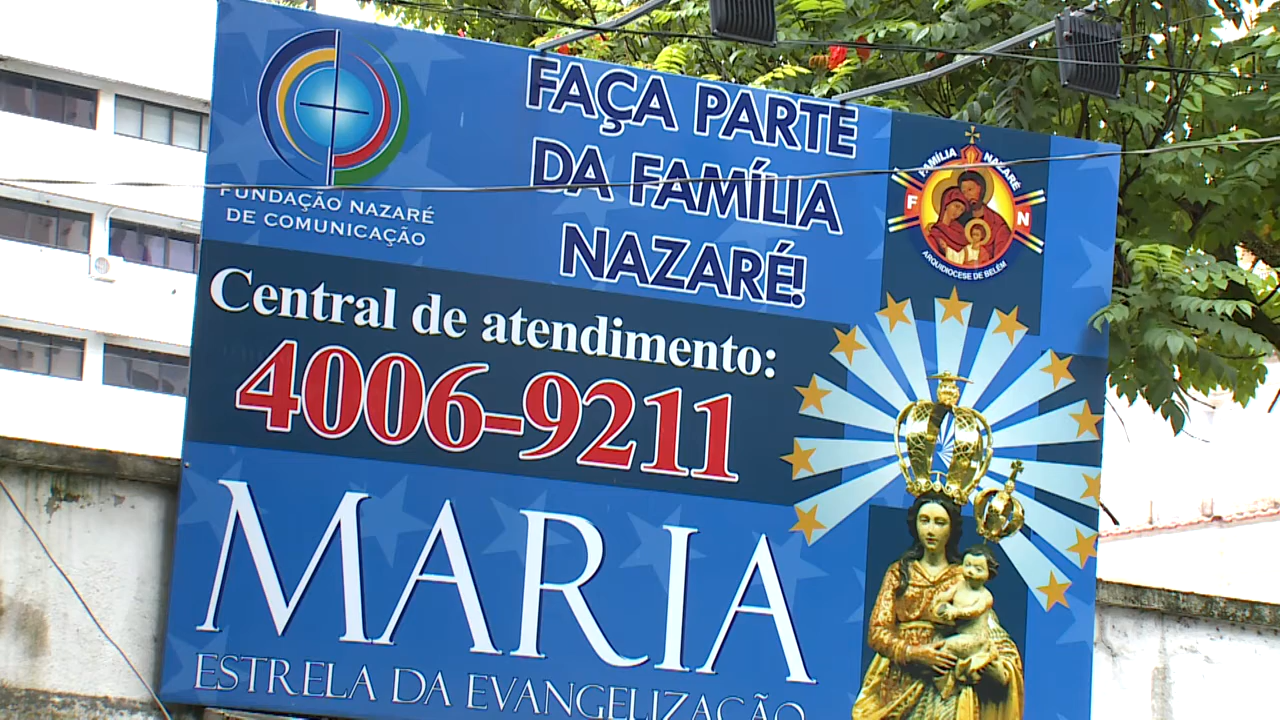 FUNDAÇÃO NAZARÉ
DE COMUNICAÇÃO
FAÇA PARTE
DA FAMÍLIA
NAZARÉ!
FAMÍLIA NAZARÉ
F N
ARQUIDIOCESE DE BELÉM
Central de atendimento:
4006-9211
MARIA
ESTRELA DA EVANGELIZAÇÃO